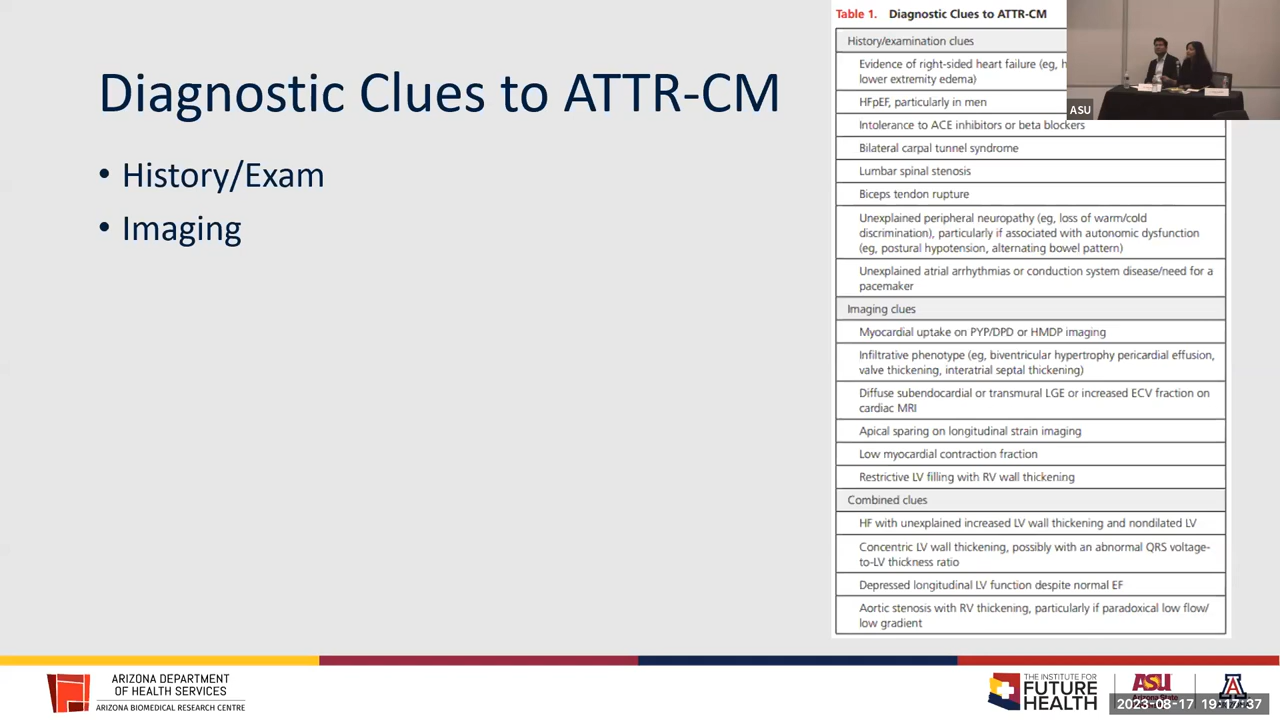 Diagnostic Clues to ATTR-CM
• History/Exam
• Imaging
Table 1. Diagnostic Clues to ATTR-CM
History/examination clues
Evidence of right-sided heart failure (eg,
lower extremity edema)
HFpEF, particularly in men
Intolerance to ACE inhibitors or beta blockers
Bilateral carpal tunnel syndrome
Lumbar spinal stenosis
Biceps tendon rupture
Unexplained peripheral neuropathy (eg, loss of warm/cold
discrimination), particularly if associated with autonomic dysfunction
(eg, postural hypotension, alternating bowel pattern)
Unexplained atrial arrhythmias or conduction system disease/need for a
pacemaker
Imaging clues
Myocardial uptake on PYP/DPD or HMDP imaging
Infiltrative phenotype (eg, biventricular hypertrophy pericardial effusion,
valve thickening, interatrial septal thickening)
Diffuse subendocardial or transmural LGE or increased ECV fraction on
cardiac MRI
Apical sparing on longitudinal strain imaging
Low myocardial contraction fraction
Restrictive LV filling with RV wall thickening
Combined clues
HF with unexplained increased LV wall thickening and nondilated LV
Concentric LV wall thickening, possibly with an abnormal QRS voltage-
to-LV thickness ratio
Depressed longitudinal LV function despite normal EF
Aortic stenosis with RV thickening, particularly if paradoxical low flow/
low gradient
ASU
ARIZONA DEPARTMENT
OF HEALTH SERVICES
ARIZONA BIOMEDICAL RESEARCH CENTRE
THE INSTITUTE FOR
FUTURE
HEALTH
ASU
A
2023-08-17 19:17:37